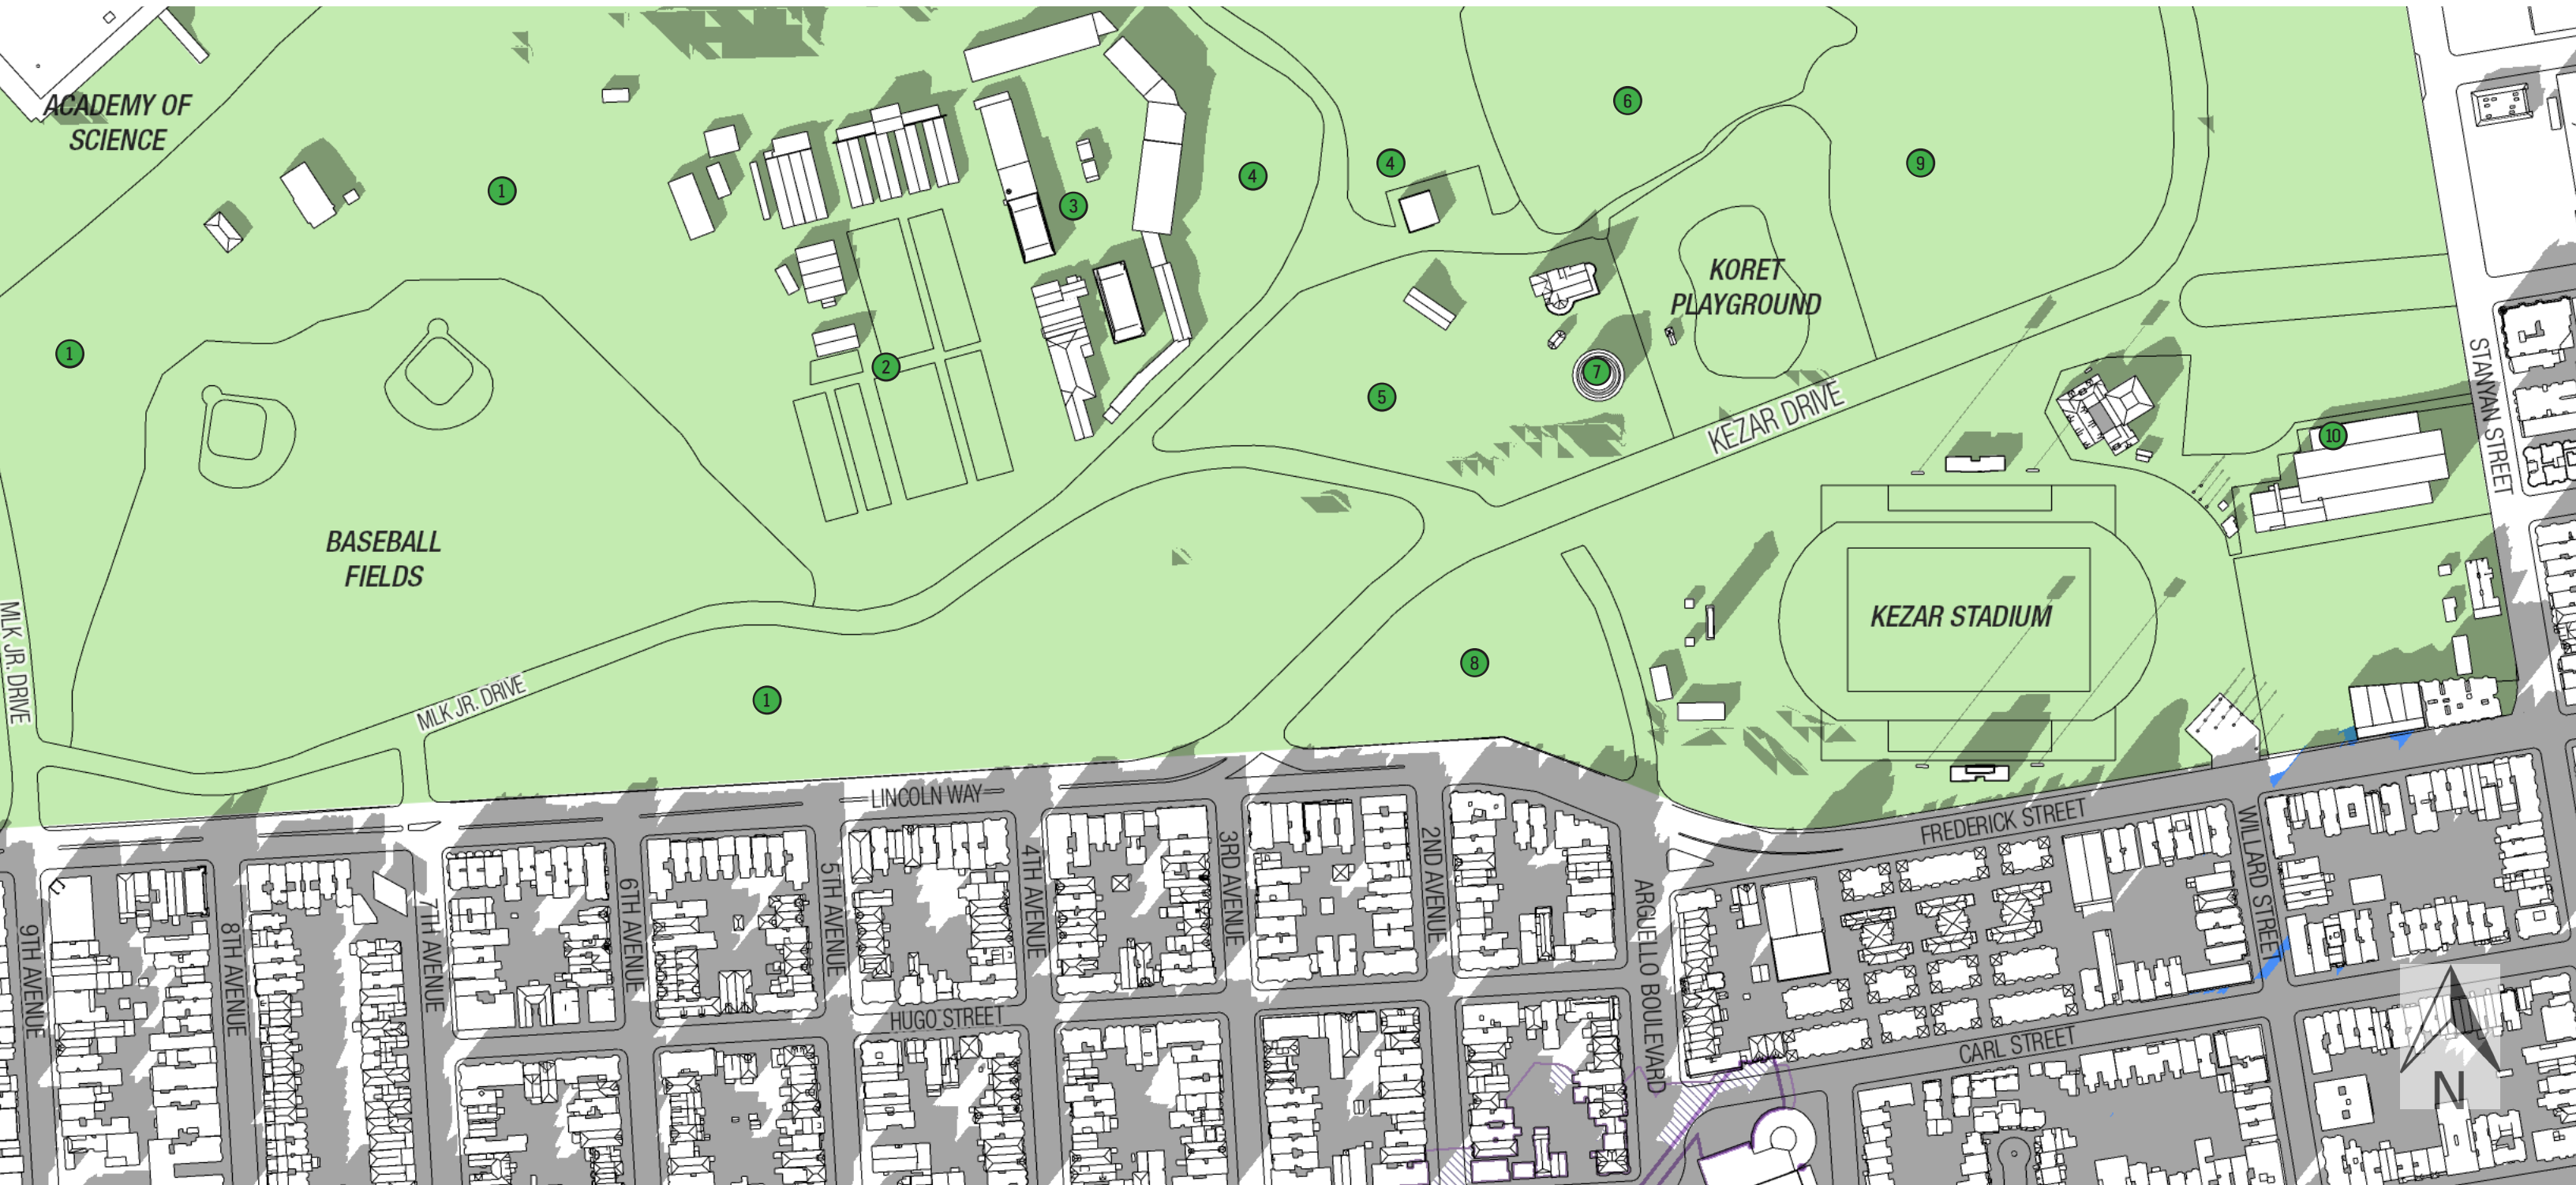 ACADEMY OF
SCIENCE
6
1
4
4
9
3
KORET
PLAYGROUND
1
2
7
5
KEZAR DRIVE
STANYAN STREET
10
BASEBALL
FIELDS
MLK JR. DRIVE
KEZAR STADIUM
8
MLK JR. DRIVE
1
LINCOLN WAY
FREDERICK STREET
9TH AVENUE
8TH AVENUE
7TH AVENUE
6TH AVENUE
5TH AVENUE
4TH AVENUE
3RD AVENUE
2ND AVENUE
ARGUELLO BOULEVARD
WILLARD STREET
HUGO STREET
CARL STREET
N